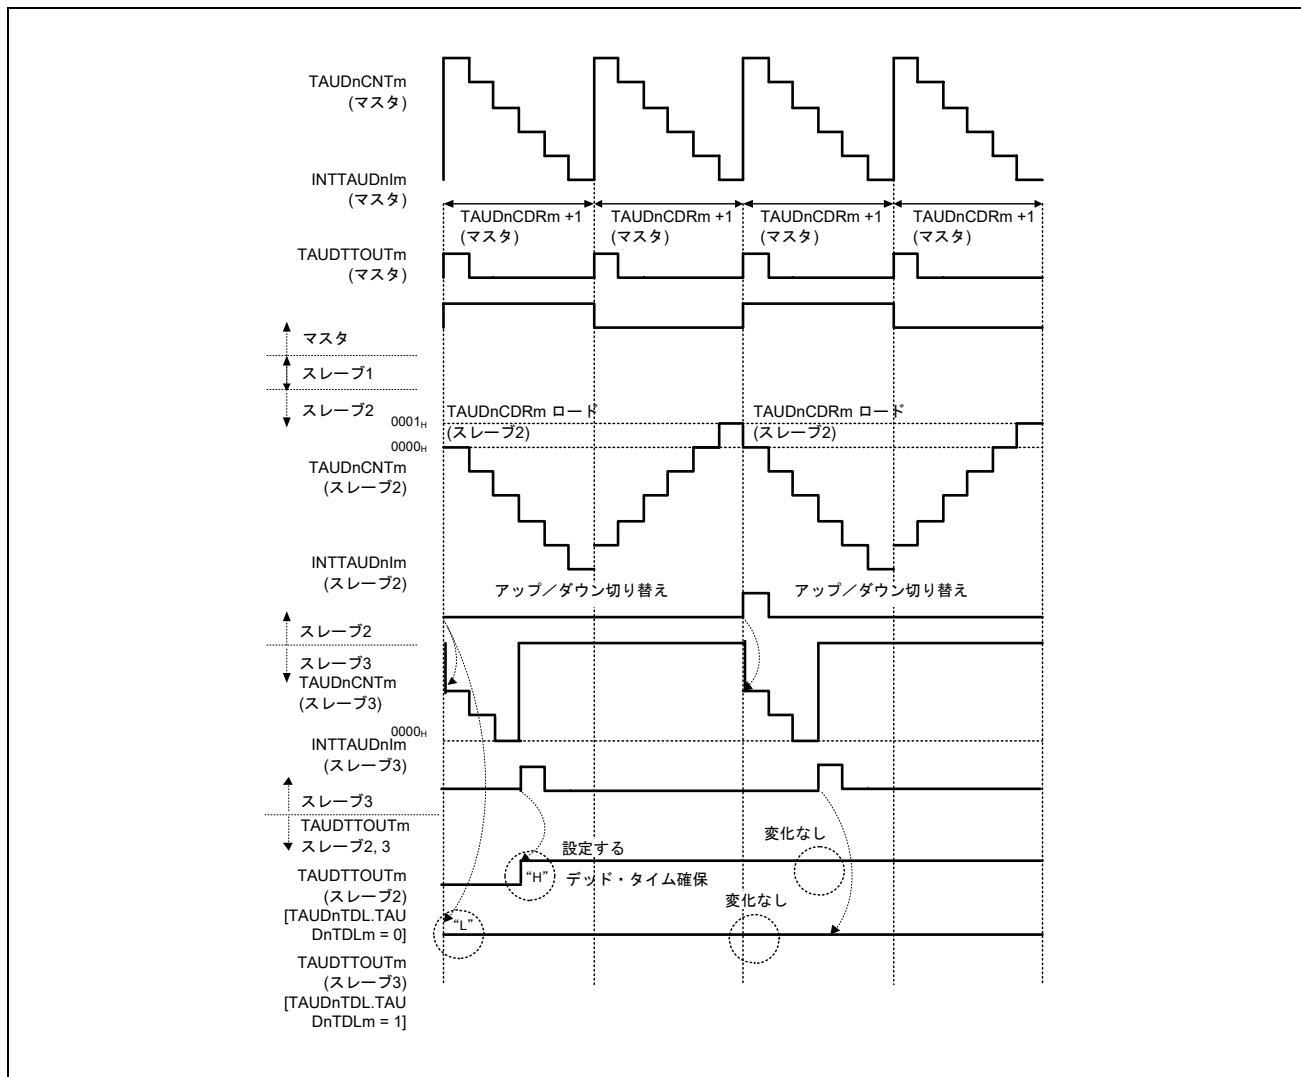 TAUDnCNTm
(マスタ)
INTTAUDnIm
(マスタ)
TAUDnCDRm +1
(マスタ)
TAUDnCDRm +1
(マスタ)
TAUDnCDRm +1
(マスタ)
TAUDnCDRm +1
(マスタ)
TAUDTTOUTm
(マスタ)
マスタ
スレーブ1
スレーブ2
0001H
TAUDnCDRm ロード
(スレーブ2)
TAUDnCDRm ロード
(スレーブ2)
0000H
TAUDnCNTm
(スレーブ2)
INTTAUDnIm
(スレーブ2)
アップ／ダウン切り替え
アップ／ダウン切り替え
スレーブ2
スレーブ3
TAUDnCNTm
(スレーブ3)
0000H
INTTAUDnIm
(スレーブ3)
スレーブ3
TAUDTTOUTm
スレーブ2, 3
設定する
変化なし
"H"
デッド・タイム確保
TAUDTTOUTm
(スレーブ2)
[TAUDnTDL.TAU
DnTDLm = 0]
変化なし
"L"
TAUDTTOUTm
(スレーブ3)
[TAUDnTDL.TAU
DnTDLm = 1]